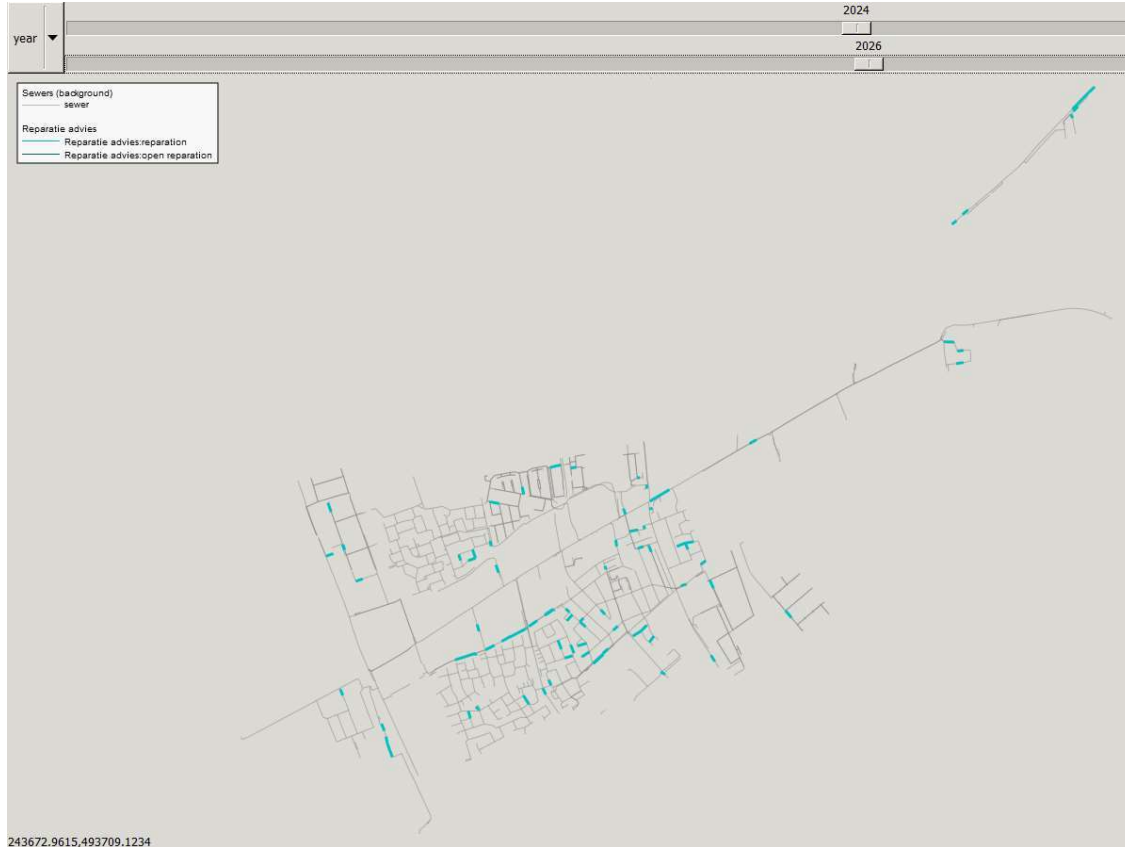 2024
year
2026
Sewers (background)
sewer
Reparatie advies
Reparatie advies:reparation
Reparatie advies:open reparation
243672.9615,493709.1234